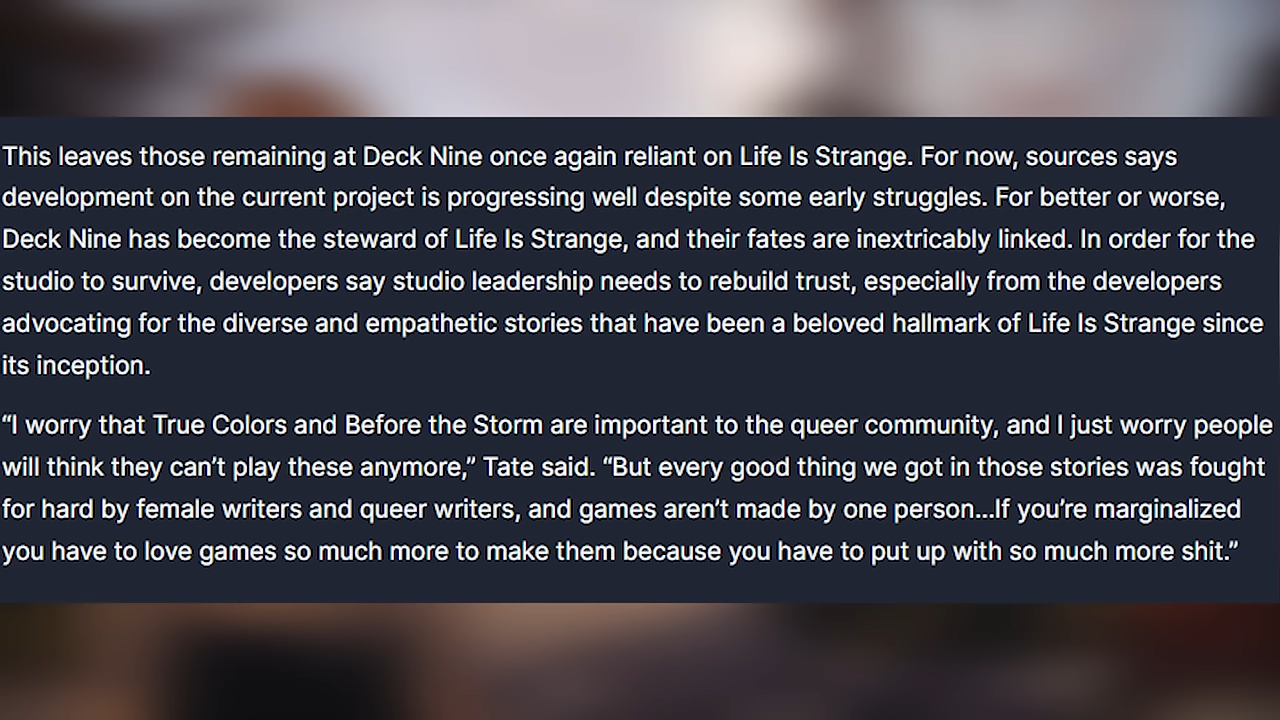 This leaves those remaining at Deck Nine once again reliant on Life Is Strange. For now, sources says
development on the current project is progressing well despite some early struggles. For better or worse,
Deck Nine has become the steward of Life Is Strange, and their fates are inextricably linked. In order for the
studio to survive, developers say studio leadership needs to rebuild trust, especially from the developers
advocating for the diverse and empathetic stories that have been a beloved hallmark of Life Is Strange since
its inception.
“I worry that True Colors and Before the Storm are important to the queer community, and I just worry people
will think they can’t play these anymore,” Tate said. “But every good thing we got in those stories was fought
for hard by female writers and queer writers, and games aren’t made by one person...If you’re marginalized
you have to love games so much more to make them because you have to put up with so much more shit.”